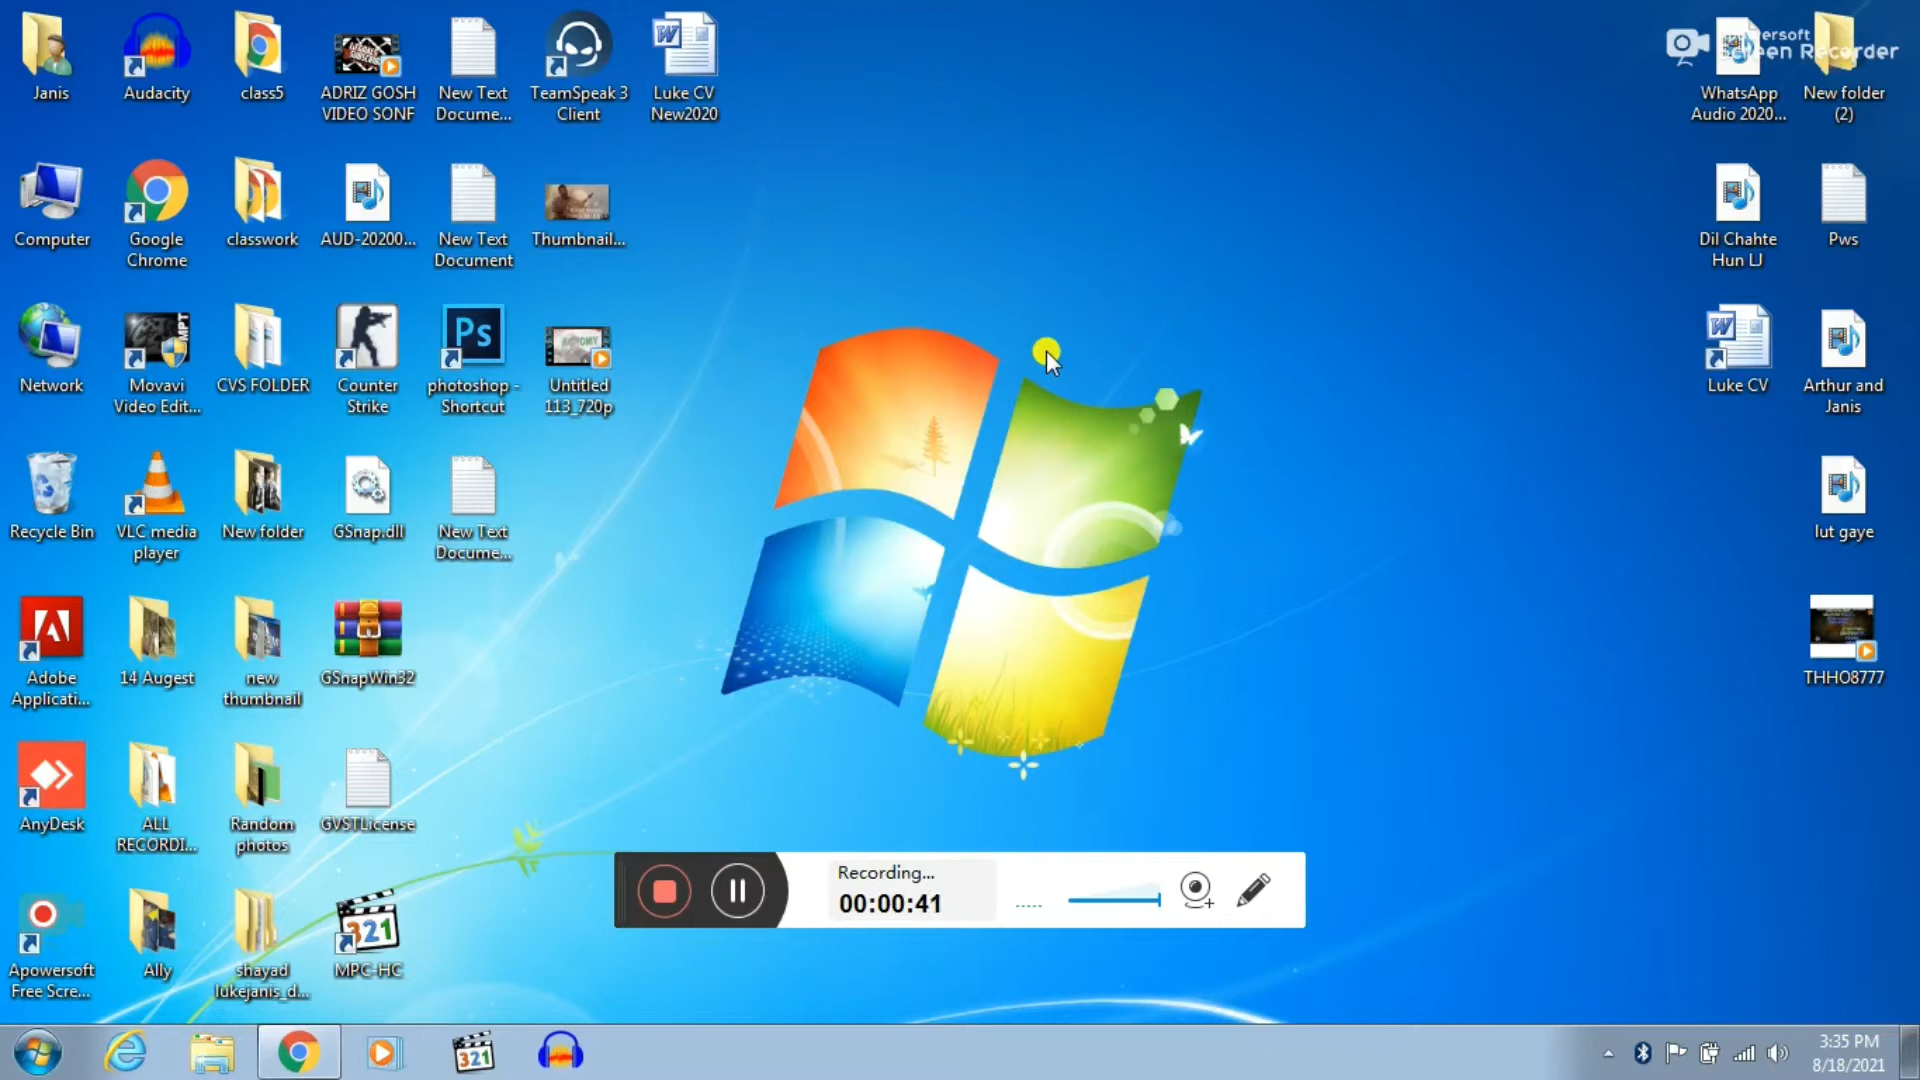 Janis
Audacity
class5
ADRIZ GOSH
VIDEO SONF
New Text
Docume...
TeamSpeak 3
Client
Luke CV
New2020
WhatsApp
Audio 2020...
New folder
(2)
Computer
Google
Chrome
classwork
AUD-20200...
New Text
Document
Thumbnail...
Dil Chahte
Hun LJ
Pws
Network
Movavi
Video Edit...
CVS FOLDER
Counter
Strike
Ps
photoshop -
Shortcut
Untitled
113_720p
Luke CV
Arthur and
Janis
Recycle Bin
VLC media
player
New folder
GSnap.dll
New Text
Docume...
lut gaye
Adobe
Applicati...
14 Augest
new
thumbnail
GSnapWin32
THHO8777
AnyDesk
ALL
RECORDI...
Random
photos
GVSTLicense
Recording...
00:00:41
Apowersoft
Free Scre...
Ally
shayad
lukejanis_d...
321
MPC-HC
321
3:35 PM
8/18/2021